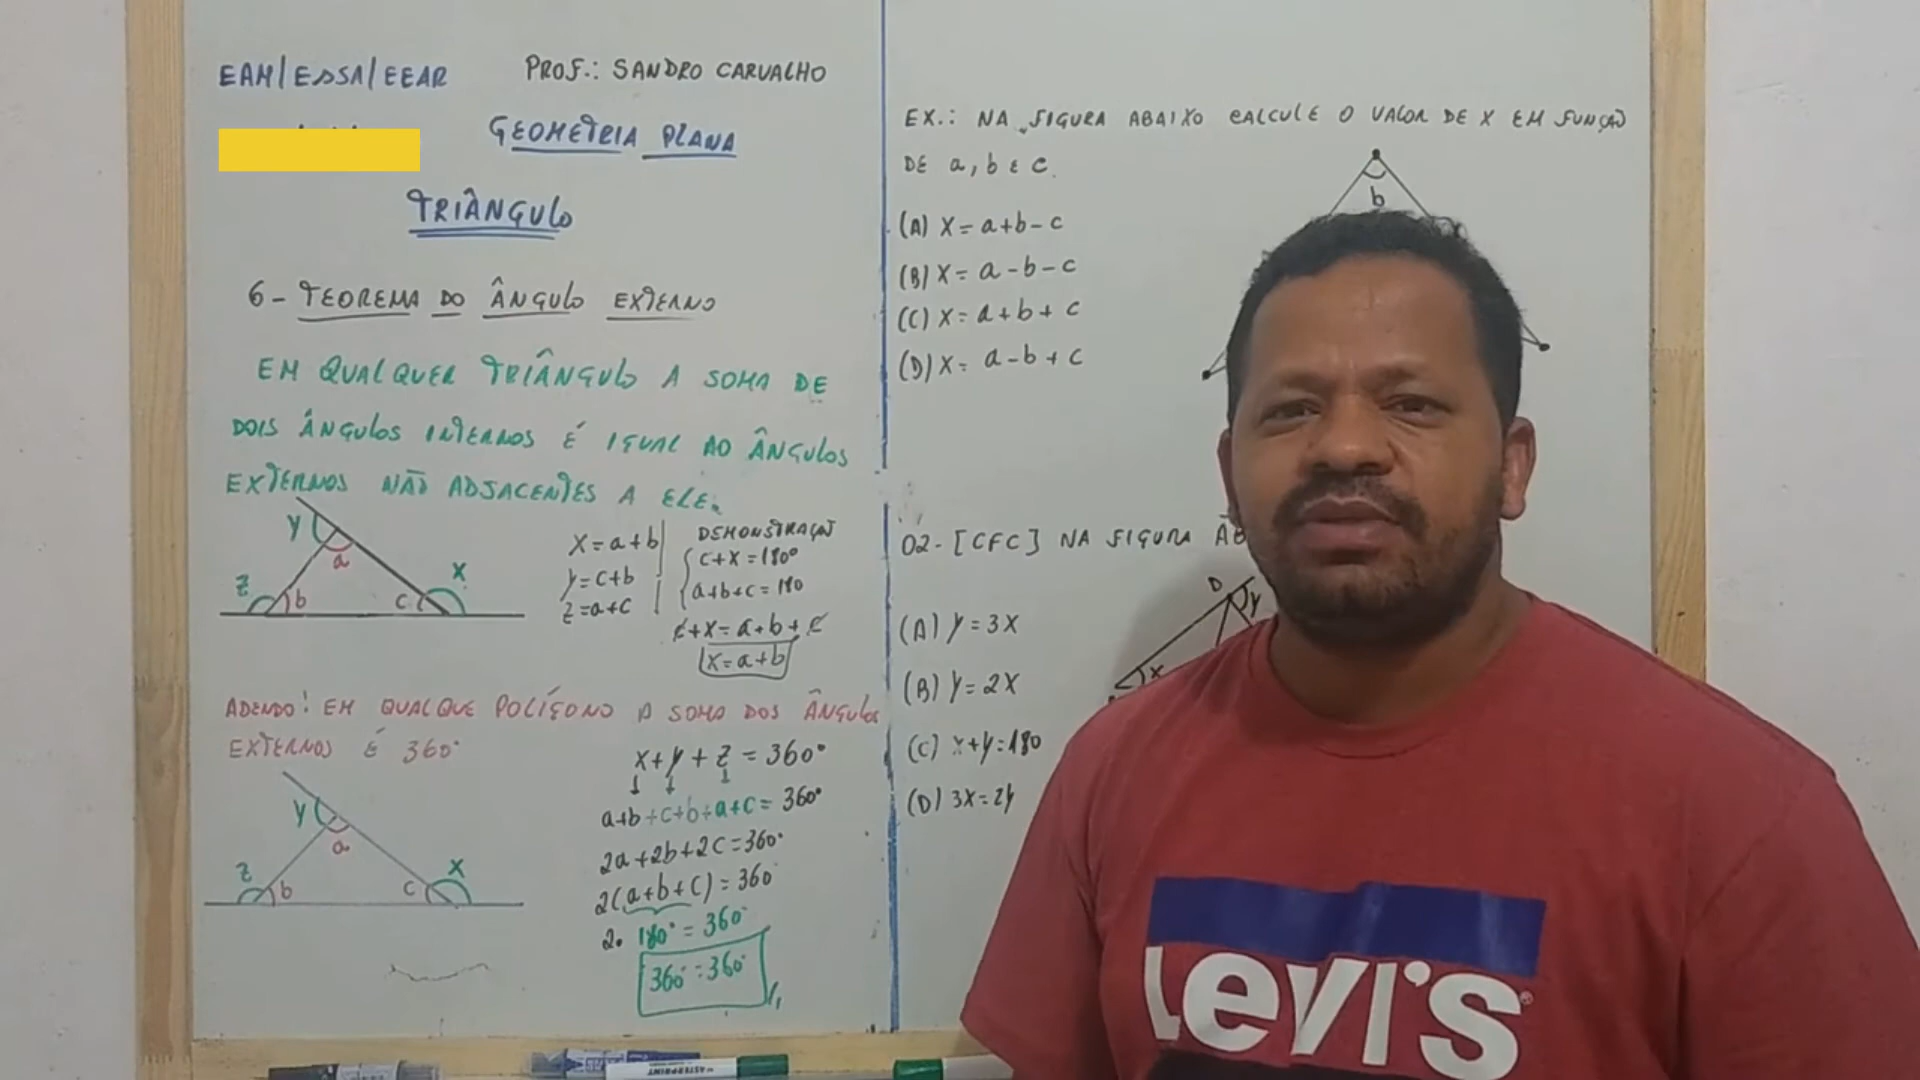 EAM/ESSA/EEAR
PROF.: SANDRO CARVALHO
GEOMETRIA PLANA
TRIÂNGULO
6- TEOREMA DO ÂNGULO EXTERNO
EM QUALQUER TRIÂNGULO A SOMA DE
DOIS ÂNGULOS INTERNOS É IGUAL AO ÂNGULOS
EXTERNOS NÃO ADJACENTES A ELE.
y
a
z
b
c
x
x=a+b
y=c+b
z=a+c
DEMONSTRAÇÃO
c+x=180°
a+b+c=180
c+x=a+b+c
x=a+b
ADENDO! EM QUALQUE POLÍGONO A SOMA DOS ÂNGULOS
EXTERNOS É 360°
y
a
z
b
c
x
x+y+z=360°
a+b+c+b+a+c=360°
2a+2b+2c=360°
2(a+b+c)=360°
2. 180°=360°
360°=360°
EX.: NA FIGURA ABAIXO CALCULE O VALOR DE X EM FUNÇÃO
DE a, b E c.
b
(A) X=a+b-c
(B) X=a-b-c
(C) X=a+b+c
(D) X=a-b+c
02-[CFC] NA FIGURA AB
D
y
x
(A) y=3X
(B) y=2X
(C) x+y=180
(D) 3X=2y
MASTERPRINT
LEVI'S